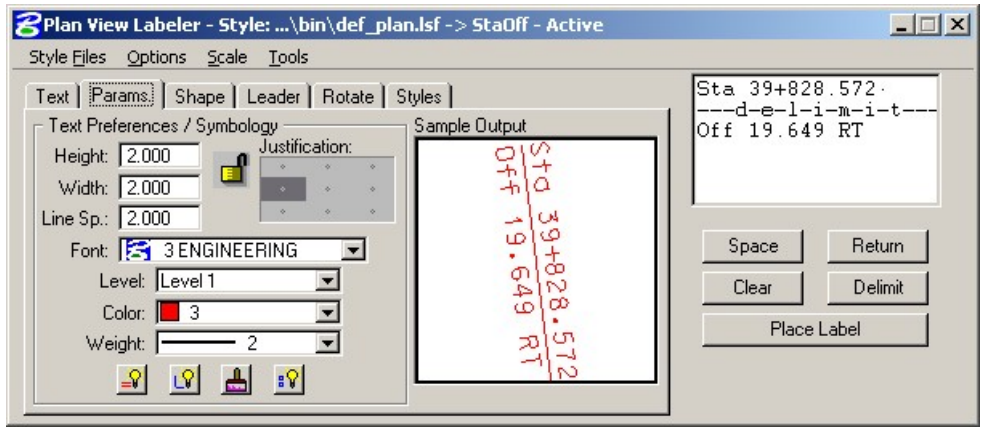 Plan View Labeler - Style: ...\bin\def_plan.lsf -> StaOff - Active
Style Files Options Scale Tools
Text Params. Shape Leader Rotate Styles
Text Preferences / Symbology
Height: 2.000
Width: 2.000
Line Sp.: 2.000
Justification:
Font: 3 ENGINEERING
Level: Level 1
Color: 3
Weight: 2
Sample Output
Sta 39+828.572
Off 19.649 RT
Sta 39+828.572·
---d-e-l-i-m-i-t---
Off 19.649 RT
Space Return
Clear Delimit
Place Label